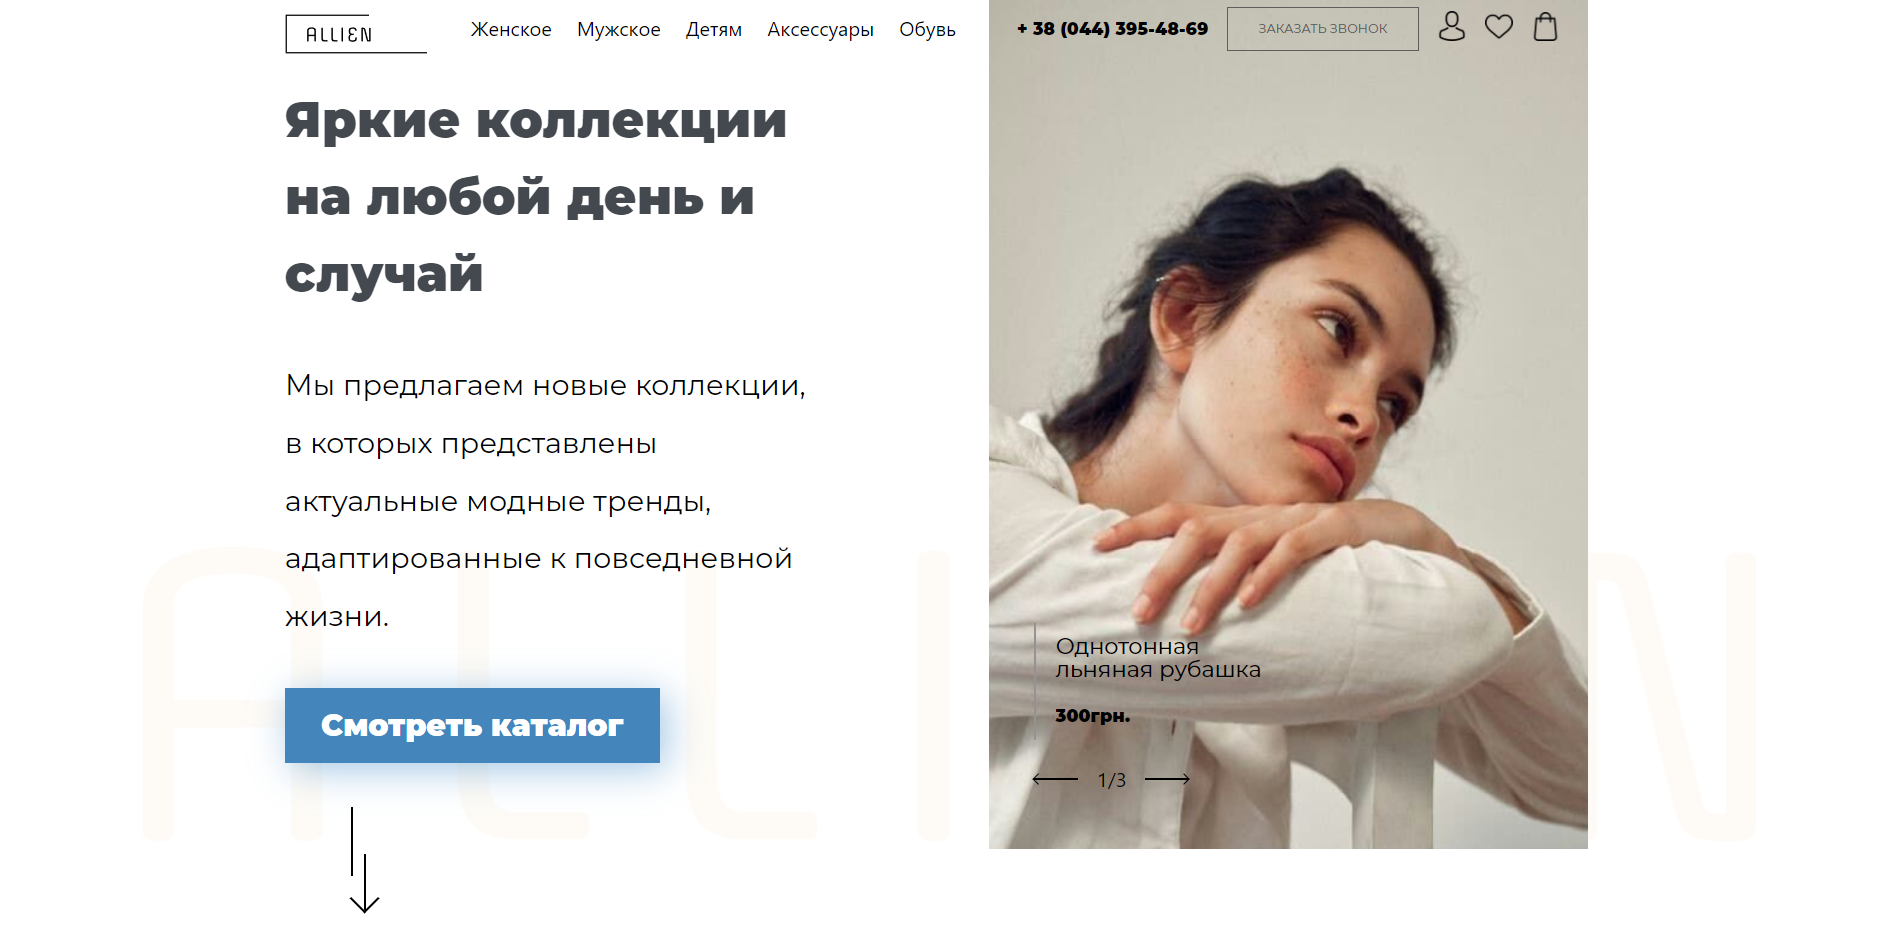 ALLIEN
Женское Мужское Детям Аксессуары Обувь
+ 38 (044) 395-48-69
ЗАКАЗАТЬ ЗВОНОК
Яркие коллекции
на любой день и
случай
Мы предлагаем новые коллекции,
в которых представлены
актуальные модные тренды,
адаптированные к повседневной
жизни.
Смотреть каталог
Однотонная
льняная рубашка
300грн.
1/3
ALLIEN